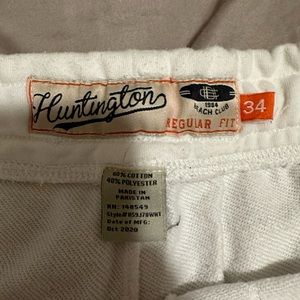 Huntington
1984
BEACH CLUB
REGULAR FIT
34
60% COTTON
40% POLYESTER
MADE IN
PAKISTAN
RN: 148549
Date of MFG:
Oct 2020